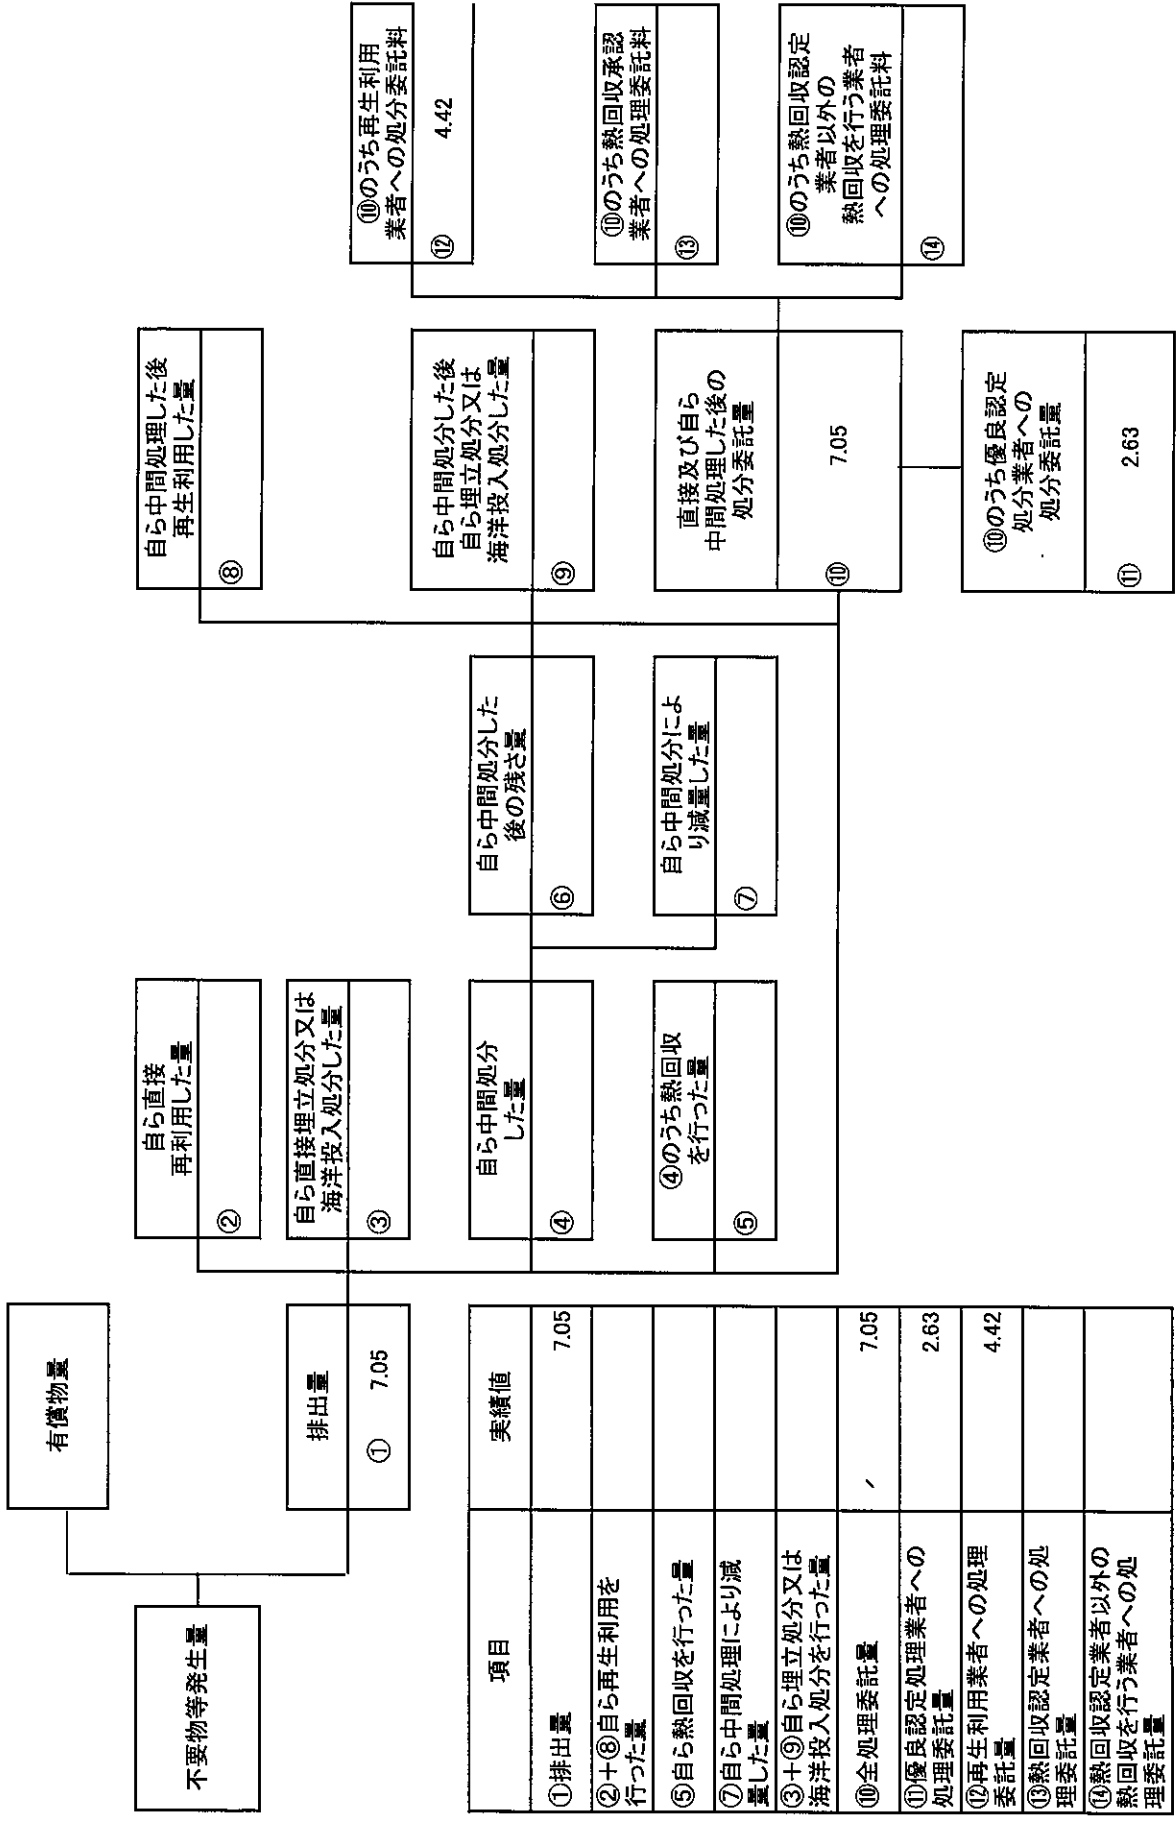 有償物量
不要物等発生量
排出量
① 7.05
自ら直接
再利用した量
②
自ら直接埋立処分又は
海洋投入処分した量
③
自ら中間処分
した量
④
④のうち熱回収
を行った量
⑤
自ら中間処分した
後の残さ量
⑥
自ら中間処分によ
り減量した量
⑦
自ら中間処理した後
再生利用した量
⑧
自ら中間処分した後
自ら埋立処分又は
海洋投入処分した量
⑨
直接及び自ら
中間処理した後の
処分委託量
⑩ 7.05
⑩のうち優良認定
処分業者への
処分委託量
⑪ 2.63
⑩のうち再生利用
業者への処分委託料
⑫ 4.42
⑩のうち熱回収承認
業者への処理委託料
⑬
⑩のうち熱回収認定
業者以外の
熱回収を行う業者
への処理委託料
⑭
項目 実績値
①排出量 7.05
②+⑧自ら再生利用を
行った量
⑤自ら熱回収を行った量
⑦自ら中間処理により減
量した量
③+⑨自ら埋立処分又は
海洋投入処分を行った量
⑩全処理委託量 7.05
⑪優良認定処理業者への
処理委託量 2.63
⑫再生利用業者への処理
委託量 4.42
⑬熱回収認定業者への処
理委託量
⑭熱回収認定業者以外の
熱回収を行う業者への処
理委託量